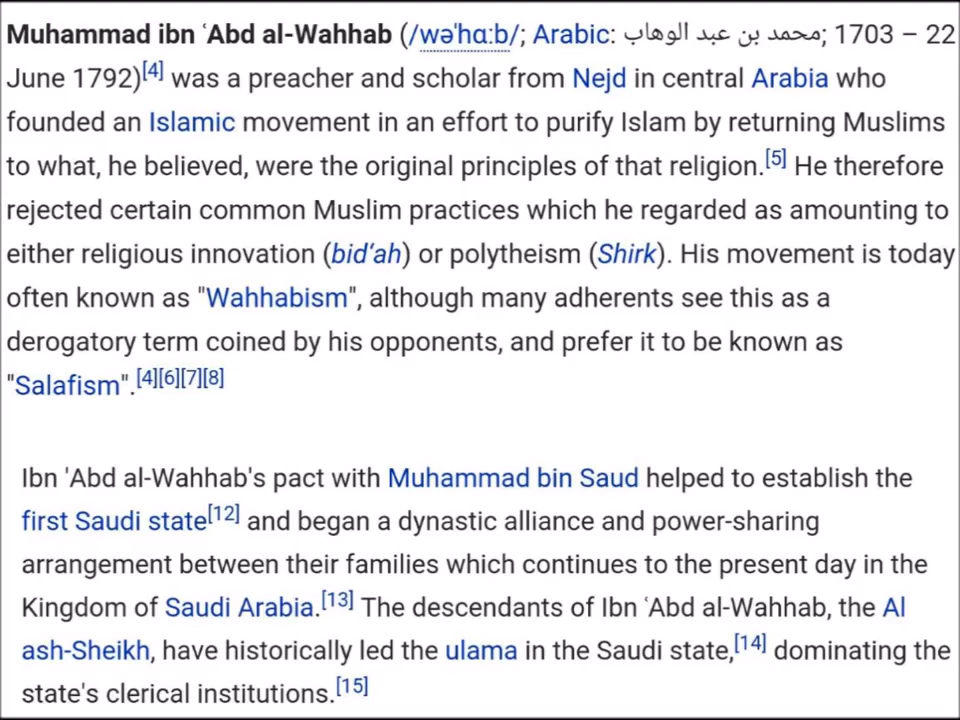 Muhammad ibn ʿAbd al-Wahhab (/wəˈhɑːb/; Arabic: محمد بن عبد الوهاب; 1703 – 22
June 1792)[4] was a preacher and scholar from Nejd in central Arabia who
founded an Islamic movement in an effort to purify Islam by returning Muslims
to what, he believed, were the original principles of that religion.[5] He therefore
rejected certain common Muslim practices which he regarded as amounting to
either religious innovation (bidʻah) or polytheism (Shirk). His movement is today
often known as "Wahhabism", although many adherents see this as a
derogatory term coined by his opponents, and prefer it to be known as
"Salafism".[4][6][7][8]
Ibn 'Abd al-Wahhab's pact with Muhammad bin Saud helped to establish the
first Saudi state[12] and began a dynastic alliance and power-sharing
arrangement between their families which continues to the present day in the
Kingdom of Saudi Arabia.[13] The descendants of Ibn ʿAbd al-Wahhab, the Al
ash-Sheikh, have historically led the ulama in the Saudi state,[14] dominating the
state's clerical institutions.[15]